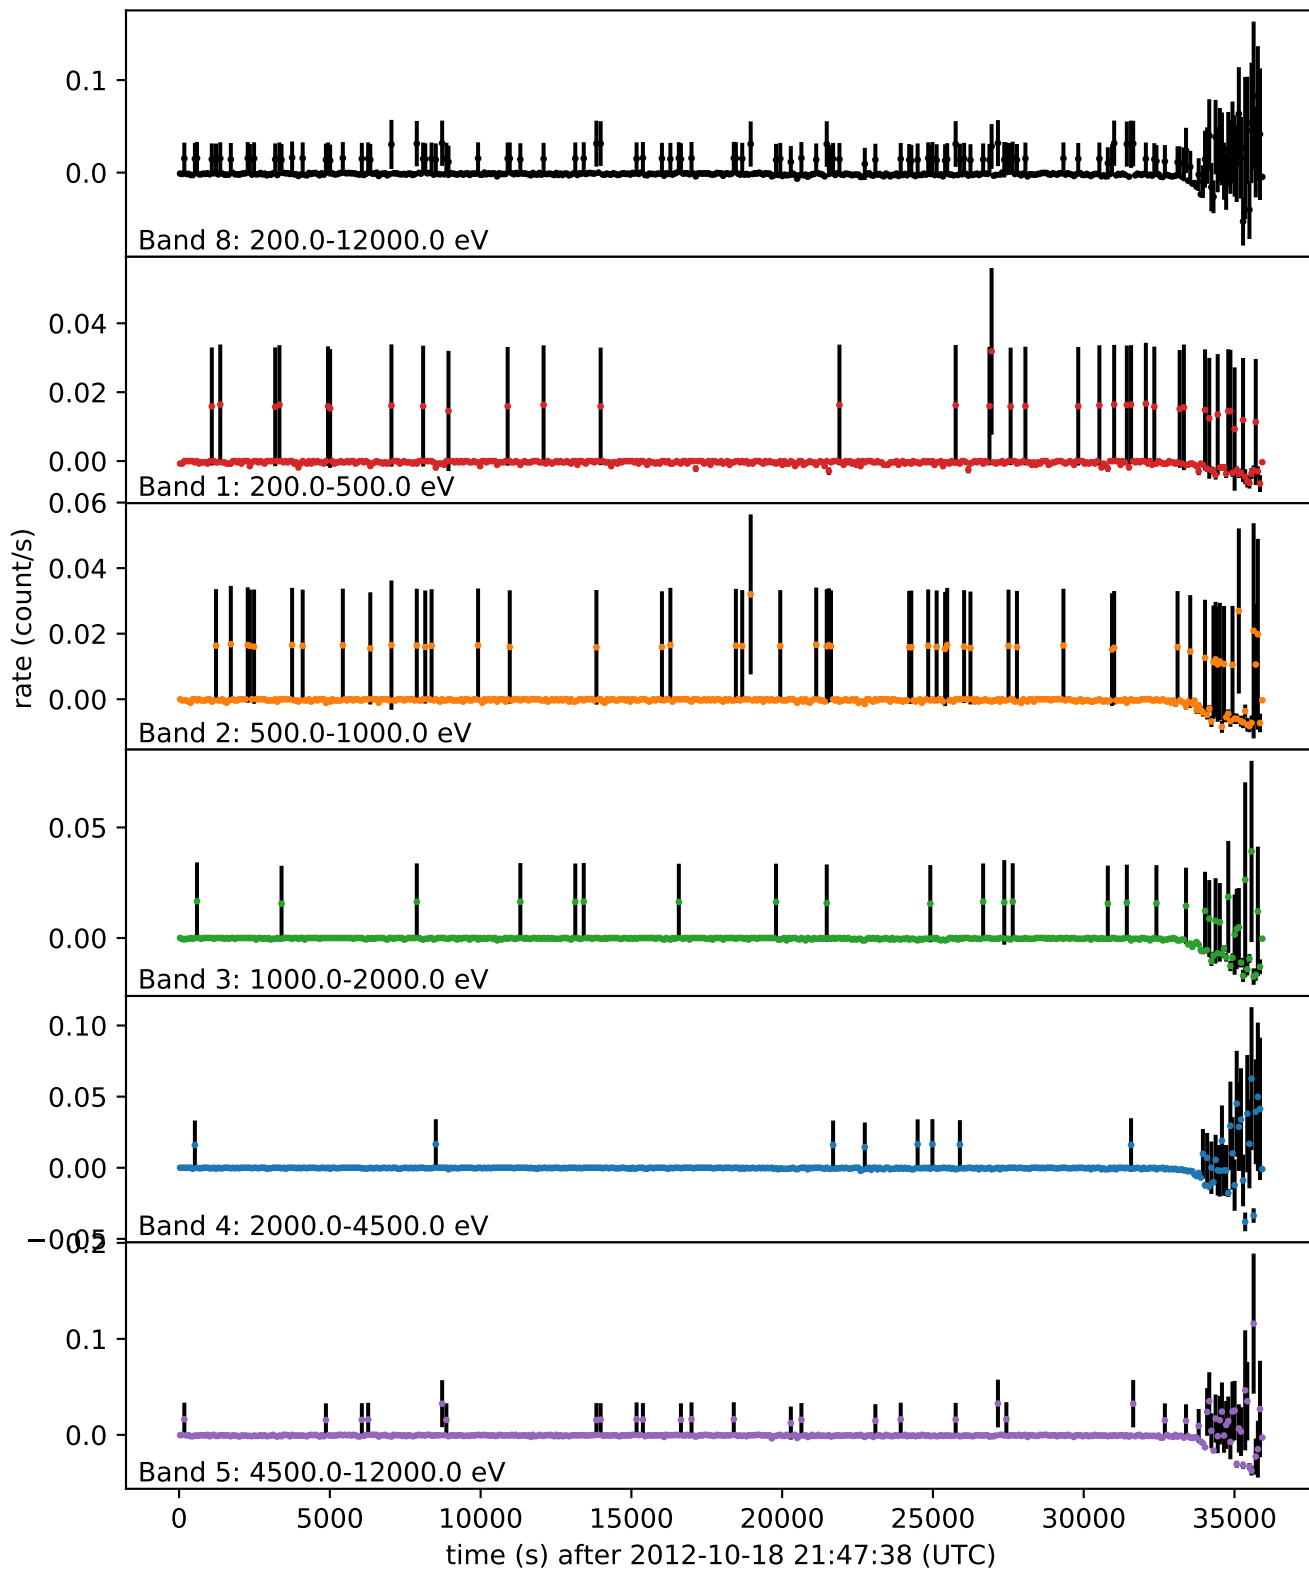 0.1
0.0
Band 8: 200.0-12000.0 eV
0.04
0.02
0.00
Band 1: 200.0-500.0 eV
0.06
0.04
0.02
0.00
Band 2: 500.0-1000.0 eV
rate (count/s)
0.05
0.00
Band 3: 1000.0-2000.0 eV
0.10
0.05
0.00
−0.05
Band 4: 2000.0-4500.0 eV
0.2
0.1
0.0
Band 5: 4500.0-12000.0 eV
0 5000 10000 15000 20000 25000 30000 35000
time (s) after 2012-10-18 21:47:38 (UTC)